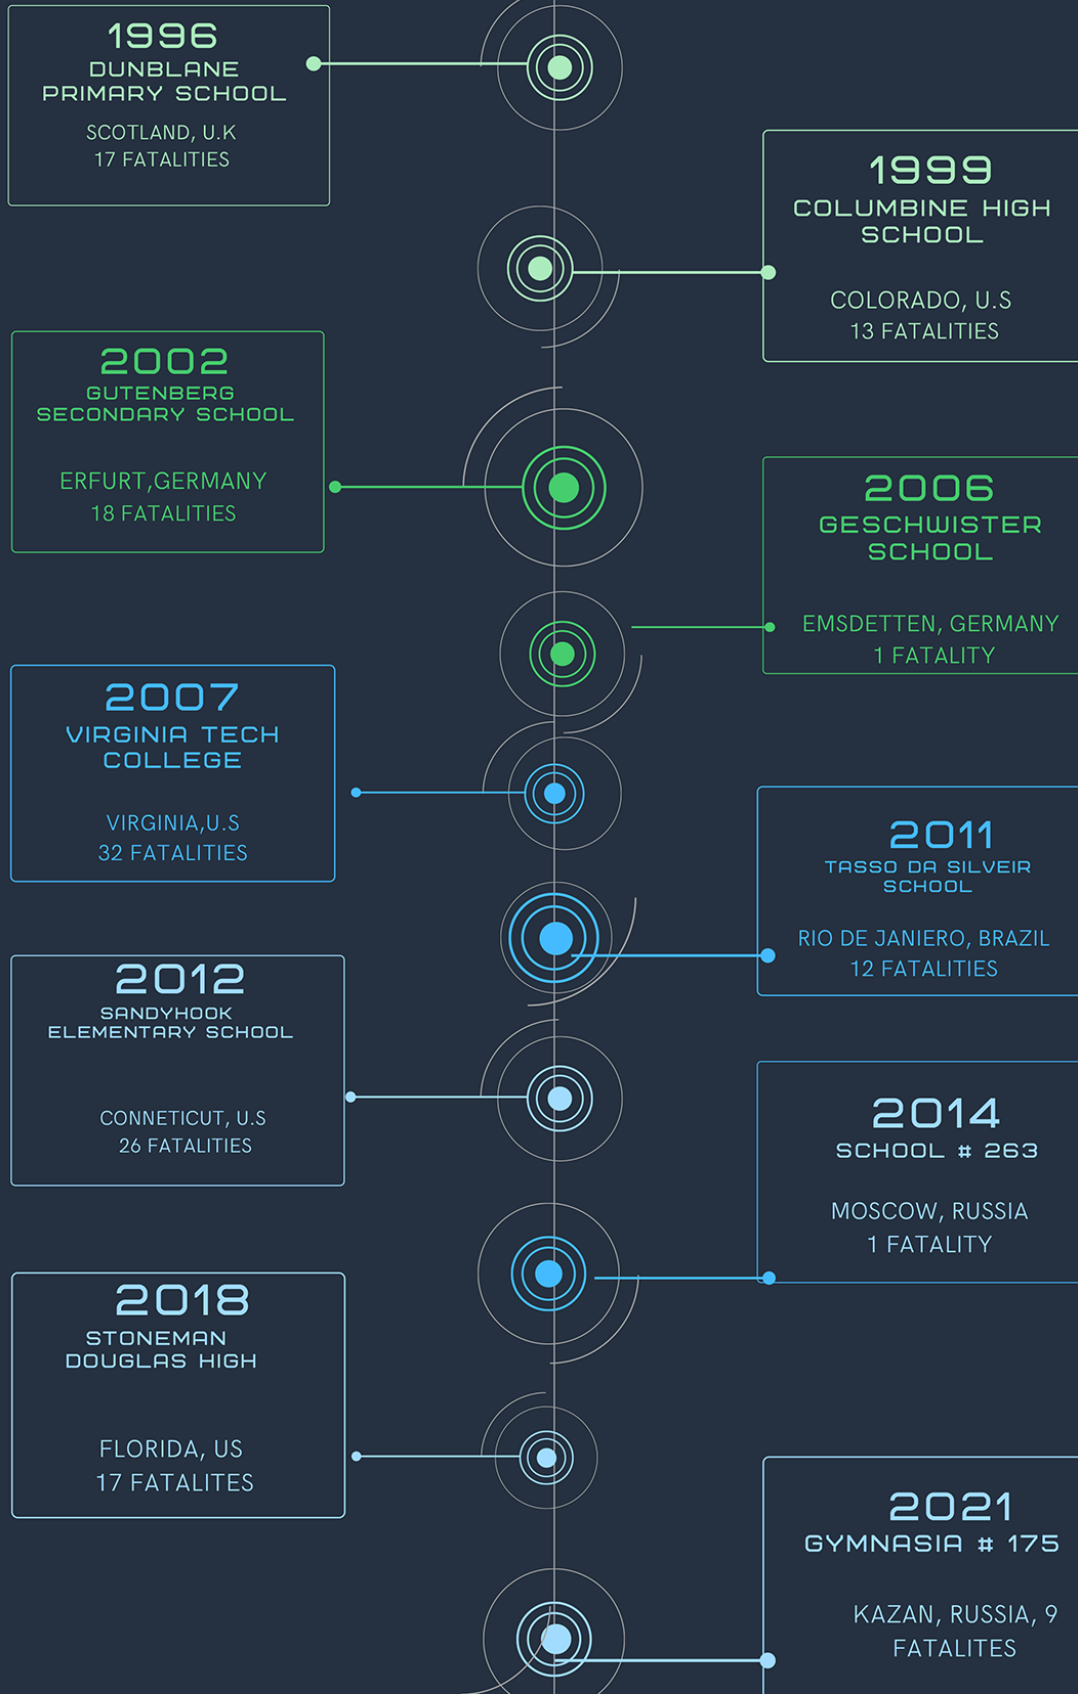 1996
DUNBLANE
PRIMARY SCHOOL
SCOTLAND, U.K
17 FATALITIES
1999
COLUMBINE HIGH
SCHOOL
COLORADO, U.S
13 FATALITIES
2002
GUTENBERG
SECONDARY SCHOOL
ERFURT,GERMANY
18 FATALITIES
2006
GESCHWISTER
SCHOOL
EMSDETTEN, GERMANY
1 FATALITY
2007
VIRGINIA TECH
COLLEGE
VIRGINIA,U.S
32 FATALITIES
2011
TASSO DA SILVEIR
SCHOOL
RIO DE JANIERO, BRAZIL
12 FATALITIES
2012
SANDYHOOK
ELEMENTARY SCHOOL
CONNETICUT, U.S
26 FATALITIES
2014
SCHOOL # 263
MOSCOW, RUSSIA
1 FATALITY
2018
STONEMAN
DOUGLAS HIGH
FLORIDA, US
17 FATALITES
2021
GYMNASIA # 175
KAZAN, RUSSIA, 9
FATALITES